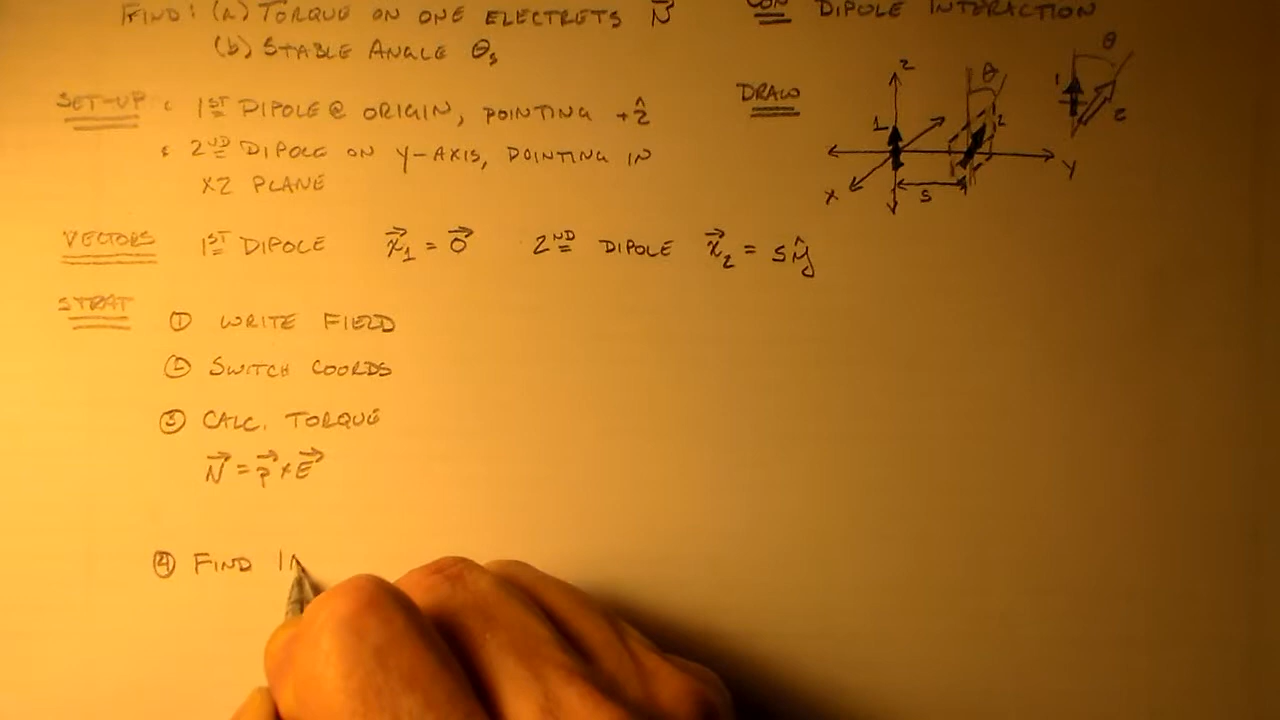 FIND: (a) TORQUE ON ONE ELECTRETS N⃗
(b) STABLE ANGLE θₛ
CON DIPOLE INTERACTION
SET-UP : 1ST DIPOLE @ ORIGIN, POINTING +ẑ
: 2ND DIPOLE ON Y-AXIS, POINTING IN
XZ PLANE
DRAW
z
θ
1
2
x
s
y
θ
1
2
VECTORS 1ST DIPOLE x⃗₁ = 0⃗ 2ND DIPOLE x⃗₂ = sŷ
STRAT
① WRITE FIELD
② SWITCH COORDS
③ CALC. TORQUE
N⃗ = p⃗ × E⃗
④ FIND IN